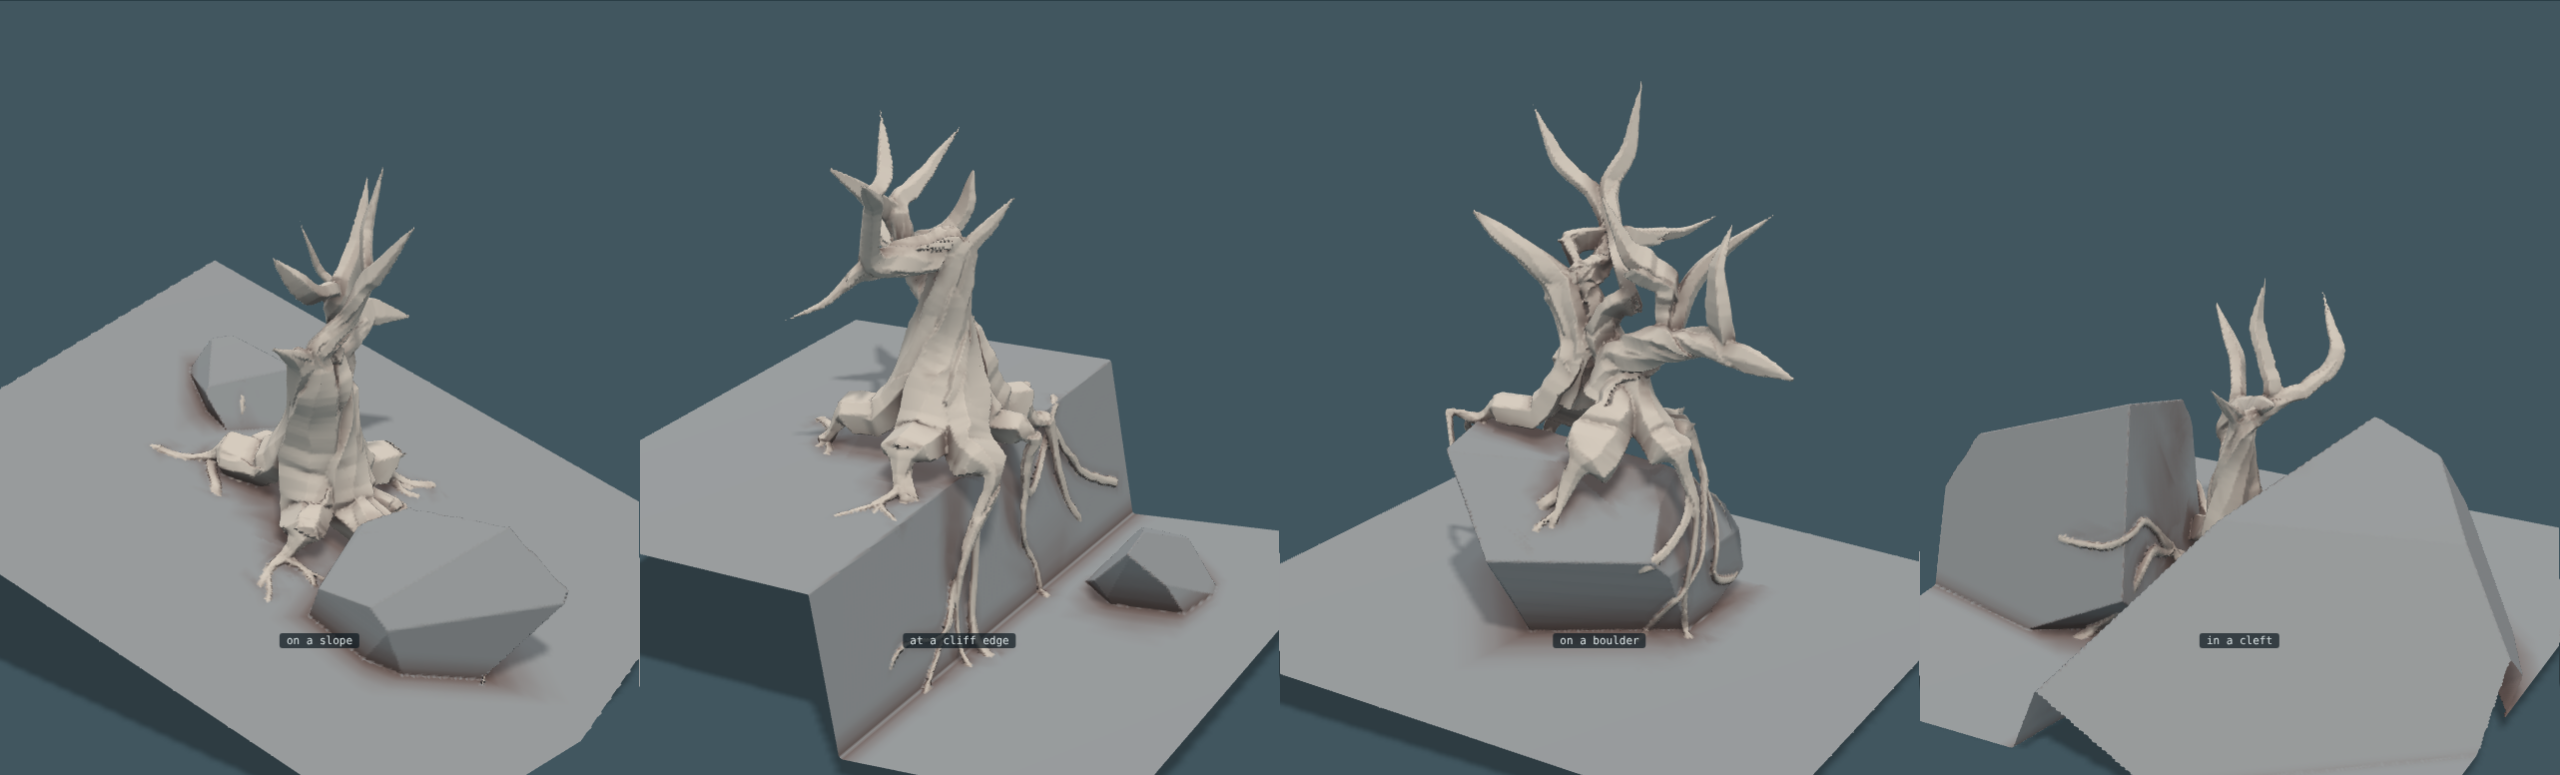 on a slope
at a cliff edge
on a boulder
in a cleft